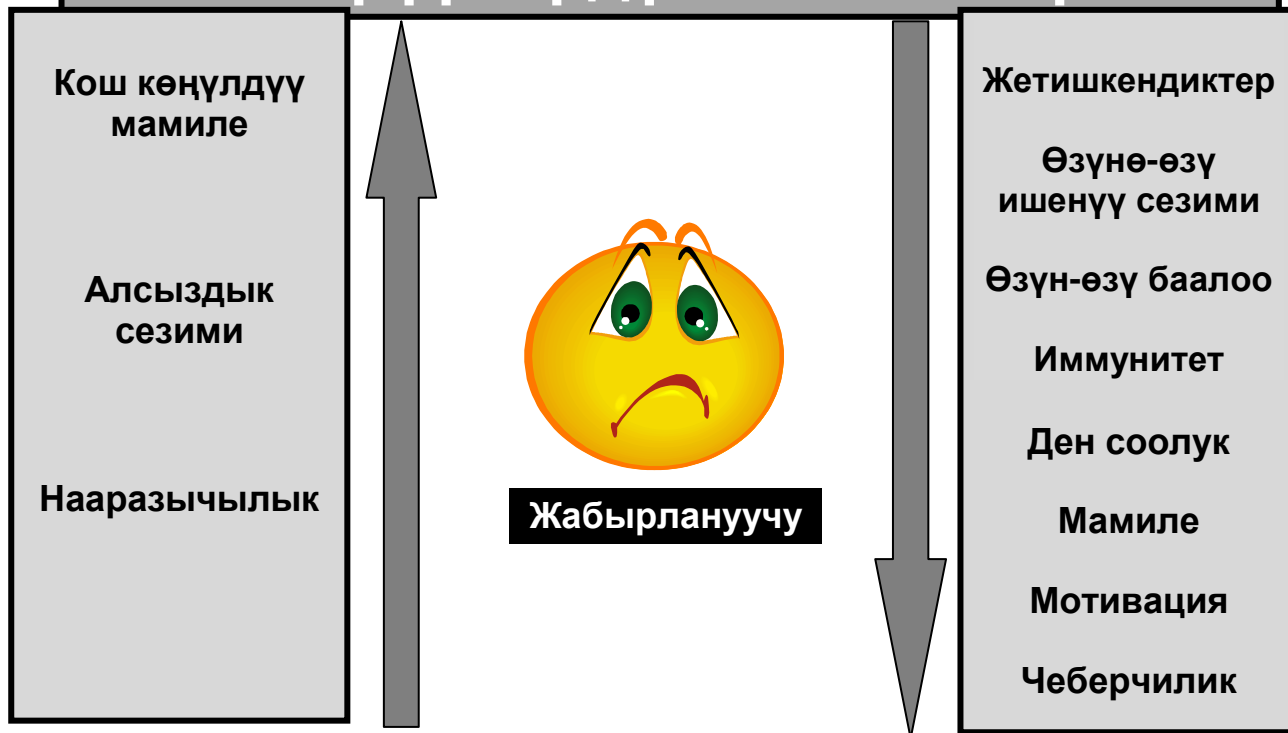 Кош көңүлдүү
мамиле
Алсыздык
сезими
Нааразычылык
Жабырлануучу
Жетишкендиктер
Өзүнө-өзү
ишенүү сезими
Өзүн-өзү баалоо
Иммунитет
Ден соолук
Мамиле
Мотивация
Чеберчилик